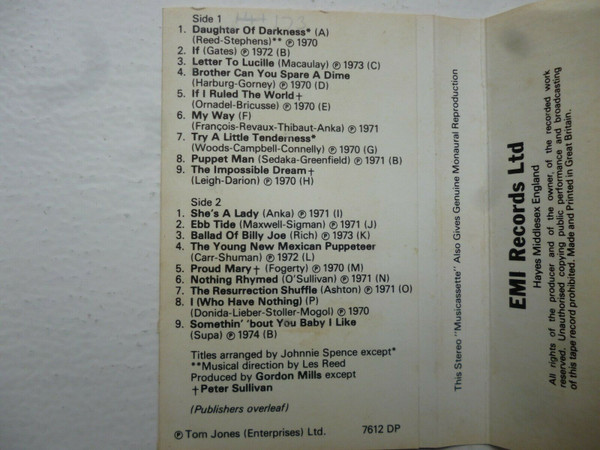 Side 1
1. Daughter Of Darkness* (A)
(Reed-Stephens)** ℗ 1970
2. If (Gates) ℗ 1972 (B)
3. Letter To Lucille (Macaulay) ℗ 1973 (C)
4. Brother Can You Spare A Dime
(Harburg-Gorney) ℗ 1970 (D)
5. If I Ruled The World†
(Ornadel-Bricusse) ℗ 1970 (E)
6. My Way (F)
(François-Revaux-Thibaut-Anka) ℗ 1971
7. Try A Little Tenderness*
(Woods-Campbell-Connelly) ℗ 1970 (G)
8. Puppet Man (Sedaka-Greenfield) ℗ 1971 (B)
9. The Impossible Dream†
(Leigh-Darion) ℗ 1970 (H)
Side 2
1. She's A Lady (Anka) ℗ 1971 (I)
2. Ebb Tide (Maxwell-Sigman) ℗ 1971 (J)
3. Ballad Of Billy Joe (Rich) ℗ 1973 (K)
4. The Young New Mexican Puppeteer
(Carr-Shuman) ℗ 1972 (L)
5. Proud Mary† (Fogerty) ℗ 1970 (M)
6. Nothing Rhymed (O'Sullivan) ℗ 1971 (N)
7. The Resurrection Shuffle (Ashton) ℗ 1971 (O)
8. I (Who Have Nothing) (P)
(Donida-Lieber-Stoller-Mogol) ℗ 1970
9. Somethin' 'bout You Baby I Like
(Supa) ℗ 1974 (B)
Titles arranged by Johnnie Spence except*
**Musical direction by Les Reed
Produced by Gordon Mills except
†Peter Sullivan
(Publishers overleaf)
℗ Tom Jones (Enterprises) Ltd. 7612 DP
This Stereo "Musicassette" Also Gives Genuine Monaural Reproduction
EMI Records Ltd
Hayes Middlesex England
All rights of the producer and of the owner of the recorded work
reserved. Unauthorised copying public performance and broadcasting
of this tape record prohibited. Made and Printed in Great Britain.